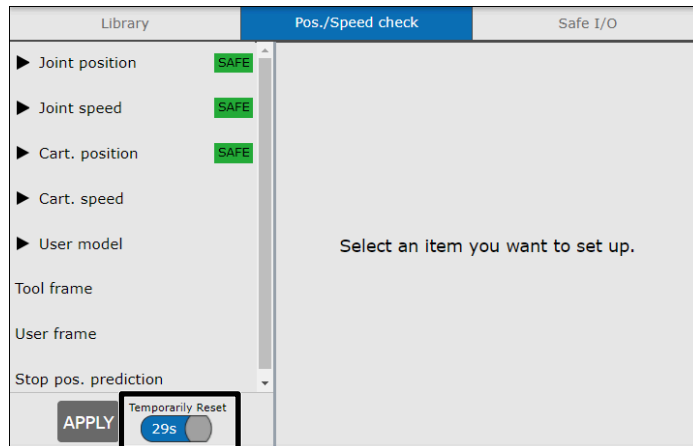 Library
Pos./Speed check
Safe I/O
Joint position SAFE
Joint speed SAFE
Cart. position SAFE
Cart. speed
User model
Select an item you want to set up.
Tool frame
User frame
Stop pos. prediction
APPLY
Temporarily Reset
29s